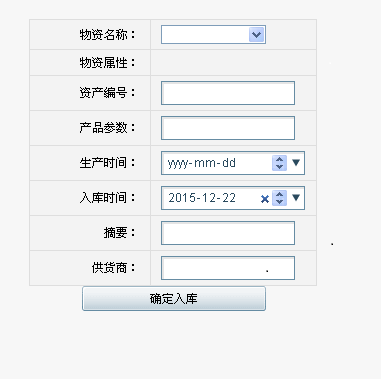 物资名称：
物资属性：
资产编号：
产品参数：
生产时间： yyyy-mm-dd
入库时间： 2015-12-22
摘要：
供货商：
确定入库